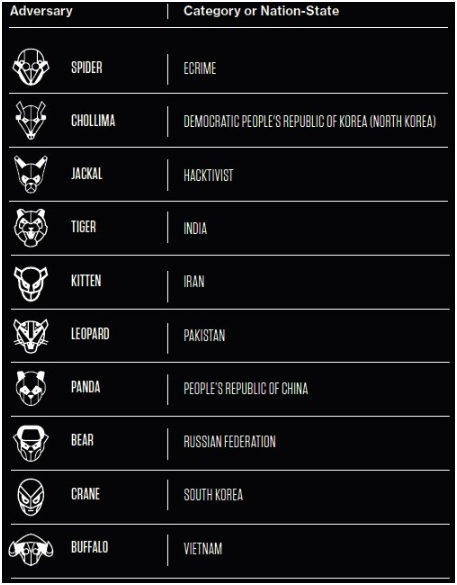 Adversary Category or Nation-State
SPIDER ECRIME
CHOLLIMA DEMOCRATIC PEOPLE'S REPUBLIC OF KOREA (NORTH KOREA)
JACKAL HACKTIVIST
TIGER INDIA
KITTEN IRAN
LEOPARD PAKISTAN
PANDA PEOPLE'S REPUBLIC OF CHINA
BEAR RUSSIAN FEDERATION
CRANE SOUTH KOREA
BUFFALO VIETNAM